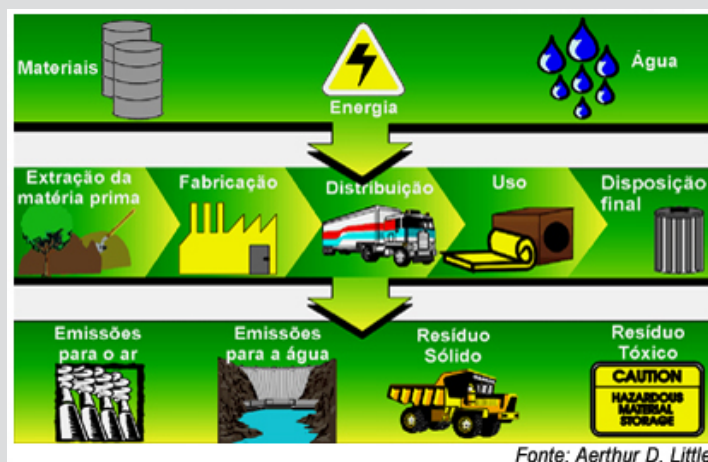 Materiais
Energia
Água
Extração da
matéria prima
Fabricação
Distribuição
Uso
Disposição
final
Emissões
para o ar
Emissões
para a água
Resíduo
Sólido
Resíduo
Tóxico
CAUTION
HAZARDOUS
MATERIAL
STORAGE
Fonte: Aerthur D. Little